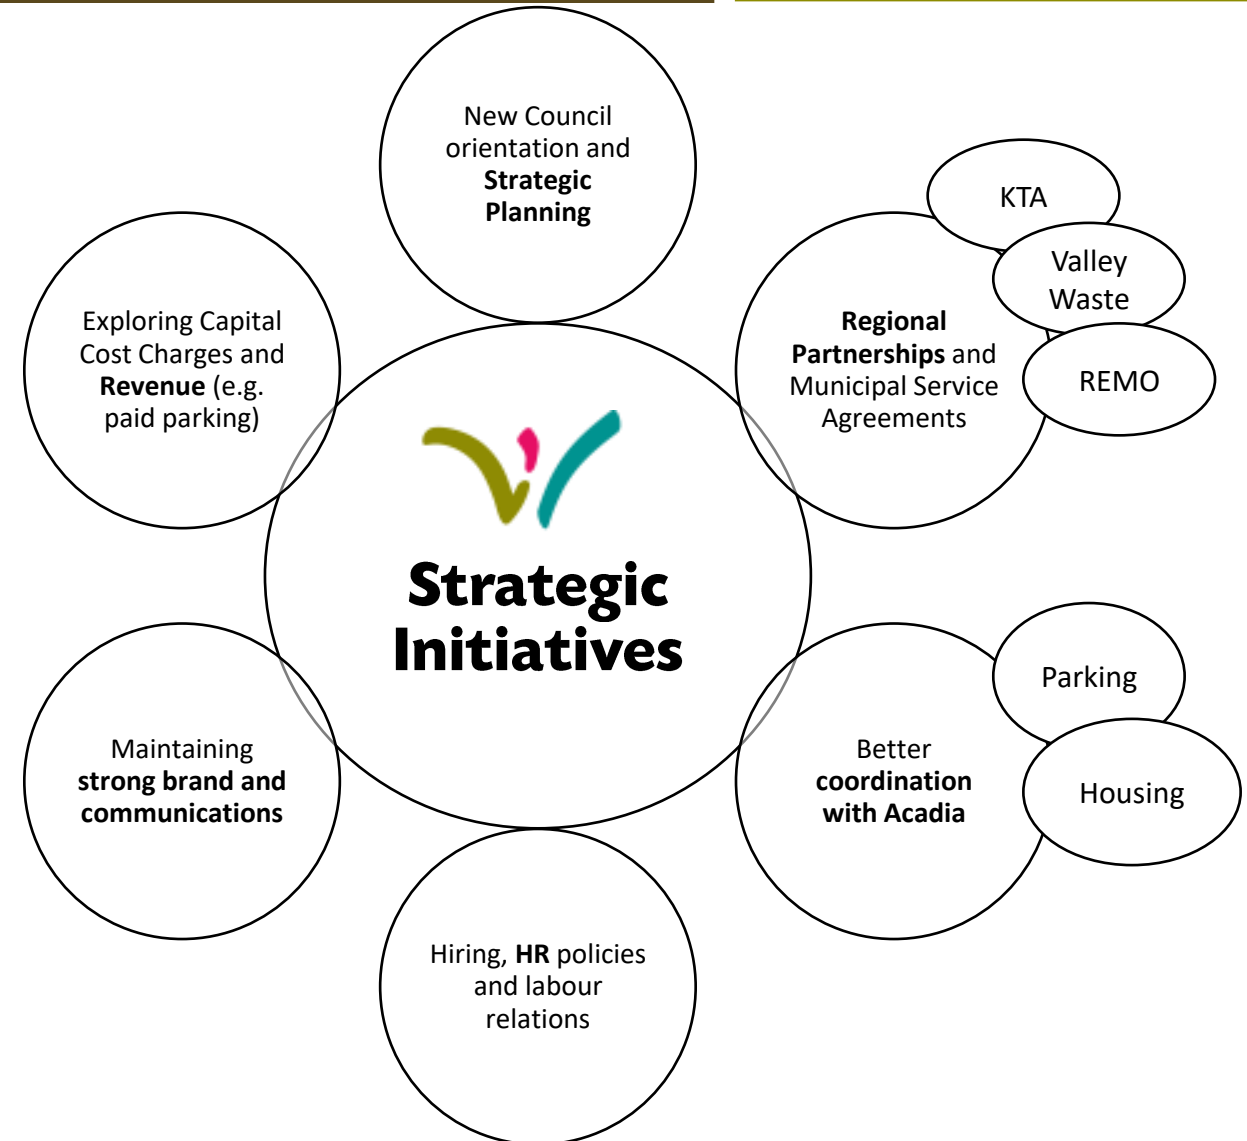 New Council
orientation and
Strategic
Planning
KTA
Valley
Waste
REMO
Regional
Partnerships and
Municipal Service
Agreements
Exploring Capital
Cost Charges and
Revenue (e.g.
paid parking)
Strategic
Initiatives
Parking
Housing
Better
coordination
with Acadia
Maintaining
strong brand and
communications
Hiring, HR policies
and labour
relations